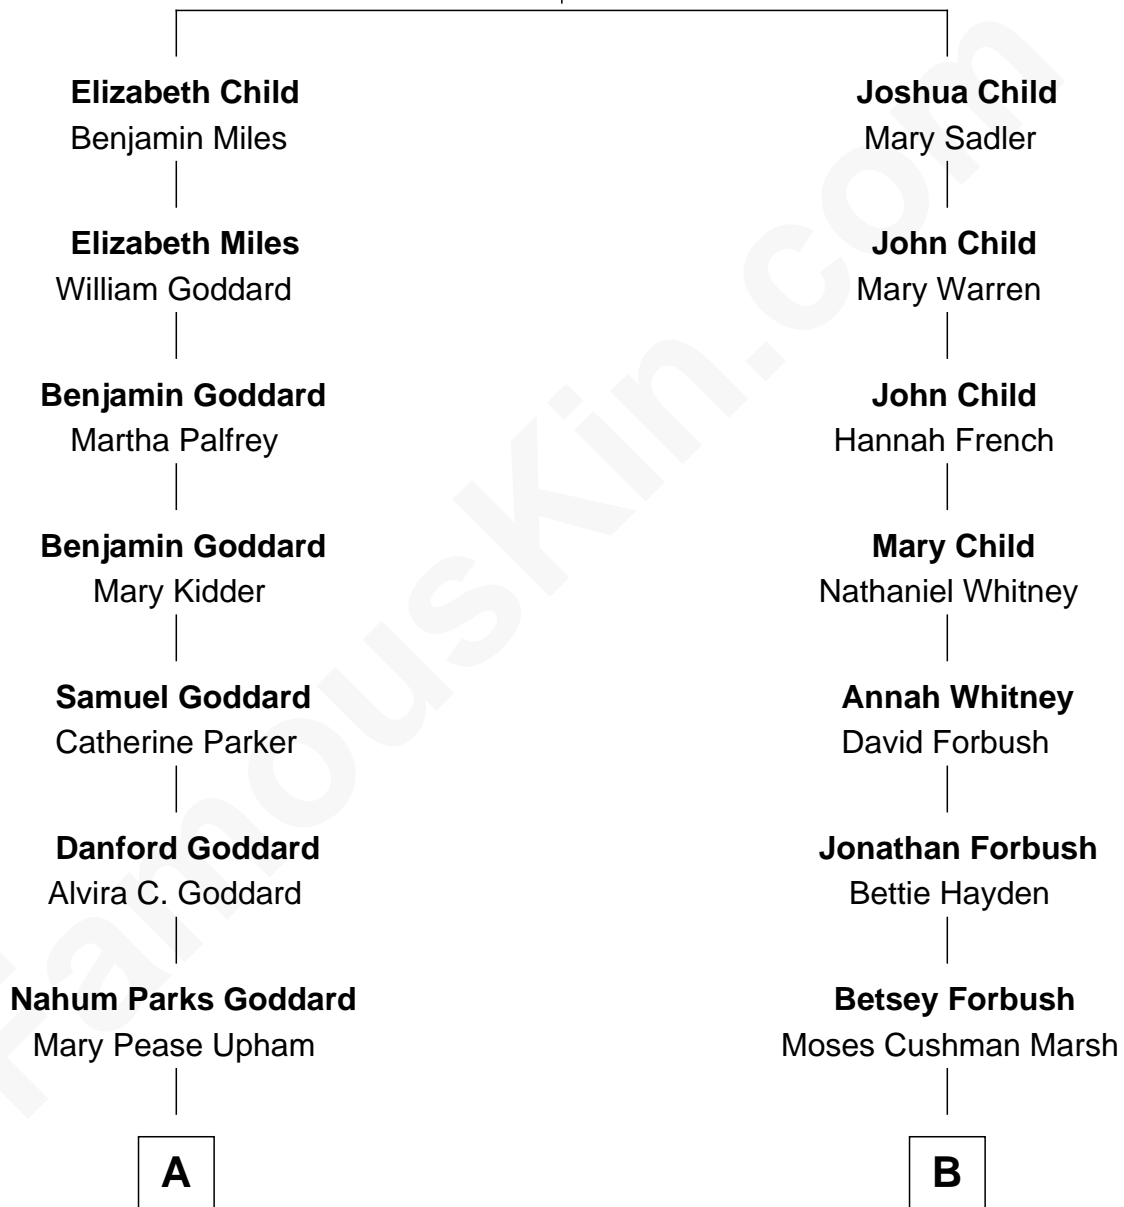 Elizabeth Child
Benjamin Miles
Elizabeth Miles
William Goddard
Benjamin Goddard
Martha Palfrey
Benjamin Goddard
Mary Kidder
Samuel Goddard
Catherine Parker
Danford Goddard
Alvira C. Goddard
Nahum Parks Goddard
Mary Pease Upham
A
Joshua Child
Mary Sadler
John Child
Mary Warren
John Child
Hannah French
Mary Child
Nathaniel Whitney
Annah Whitney
David Forbush
Jonathan Forbush
Bettie Hayden
Betsey Forbush
Moses Cushman Marsh
B
FamousKin.com